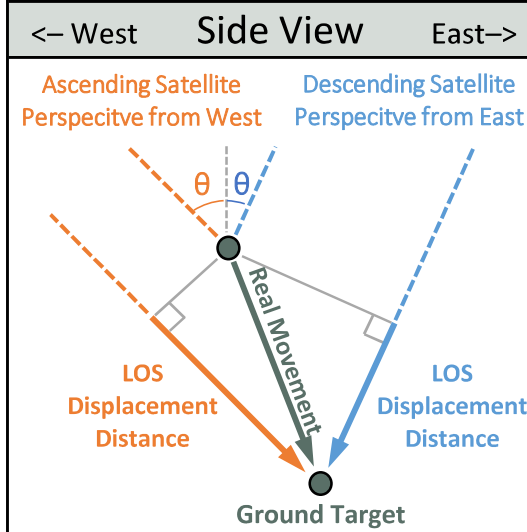 <– West Side View East–>
Ascending Satellite
Perspecitve from West
Descending Satellite
Perspecitve from East
θ θ
Real Movement
LOS
Displacement
Distance
LOS
Displacement
Distance
Ground Target